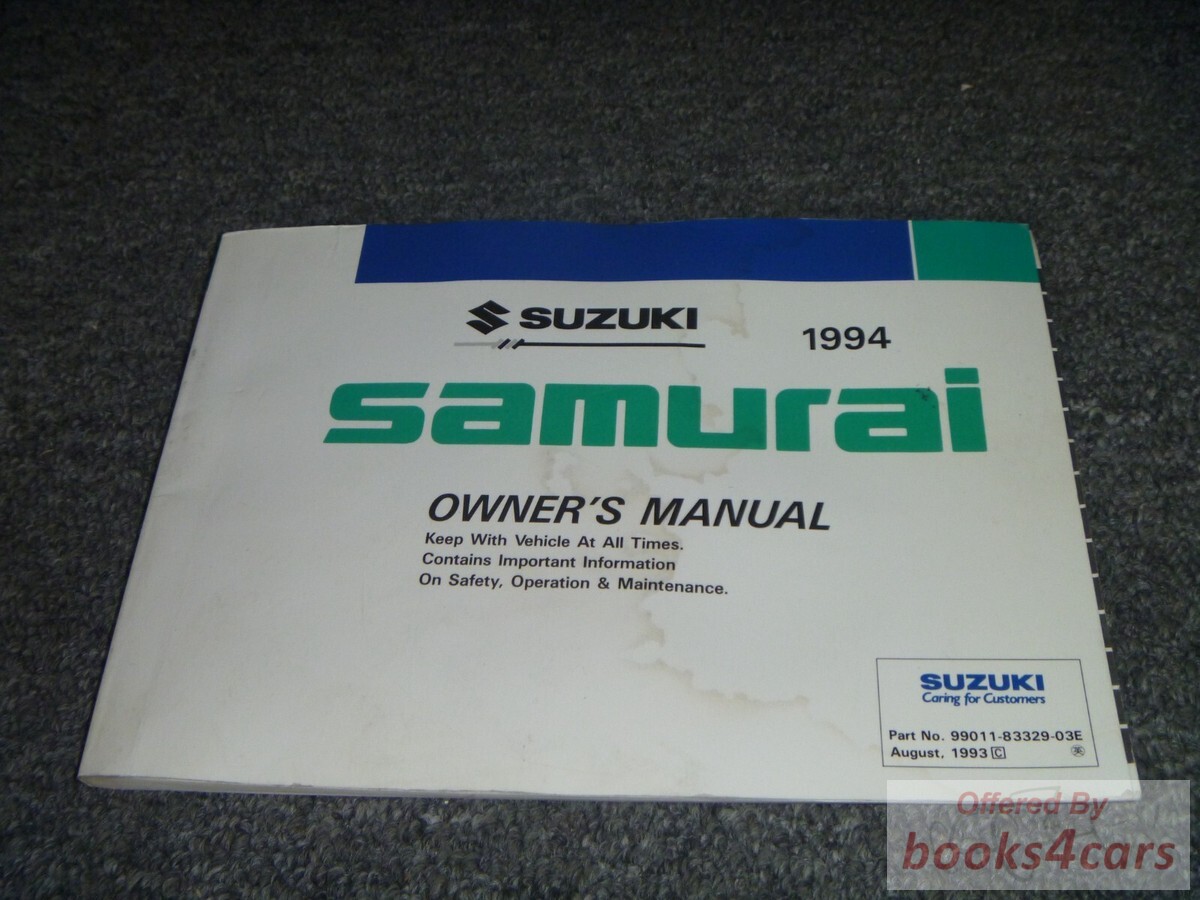 SUZUKI
1994
samurai
OWNER'S MANUAL
Keep With Vehicle At All Times.
Contains Important Information
On Safety, Operation & Maintenance.
SUZUKI
Caring for Customers
Part No. 99011-83329-03E
August, 1993 C 英
Offered By
books4cars